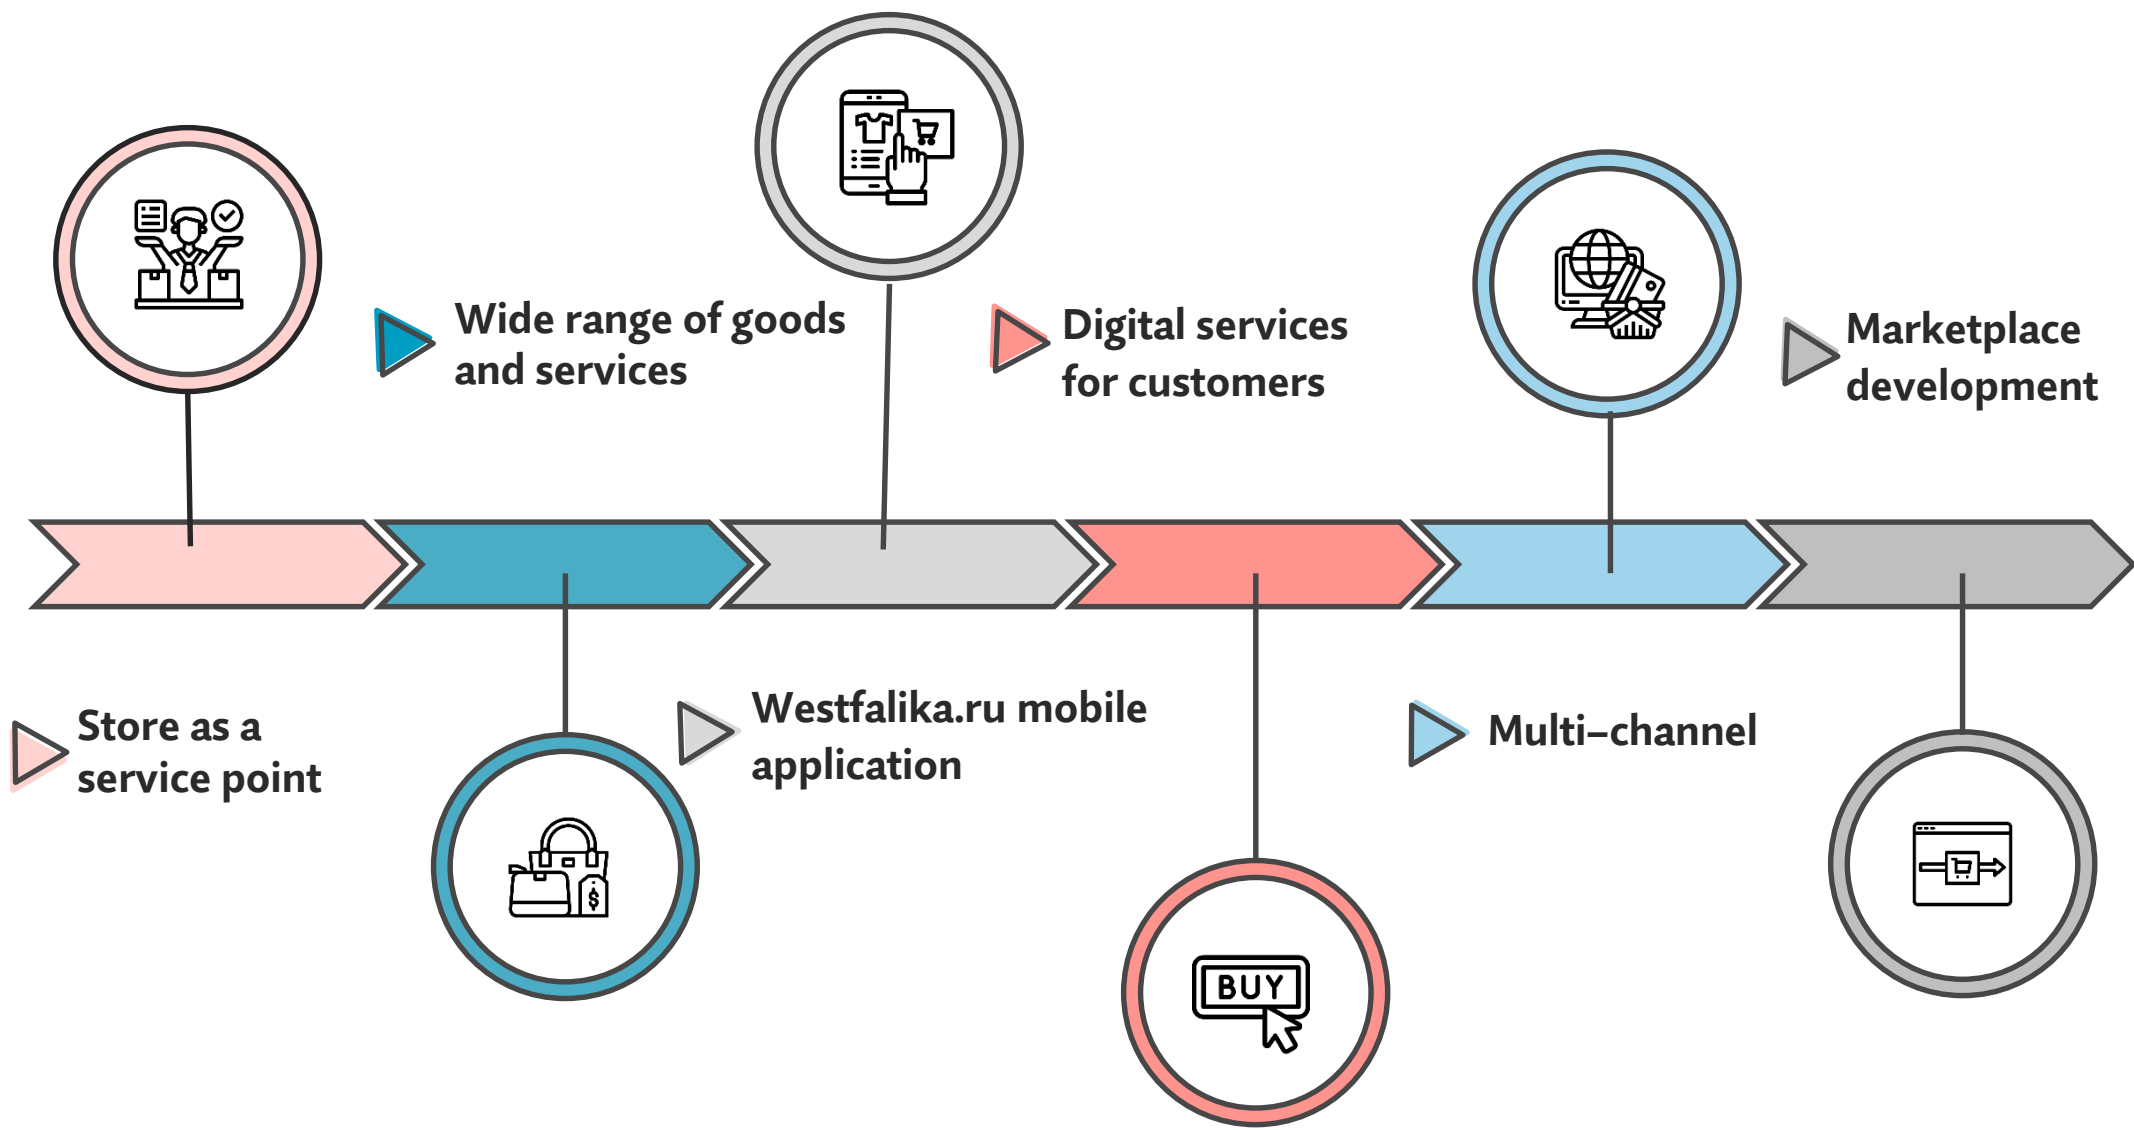 Wide range of goods
and services
Digital services
for customers
Marketplace
development
Store as a
service point
$
Westfalika.ru mobile
application
BUY
Multi–channel